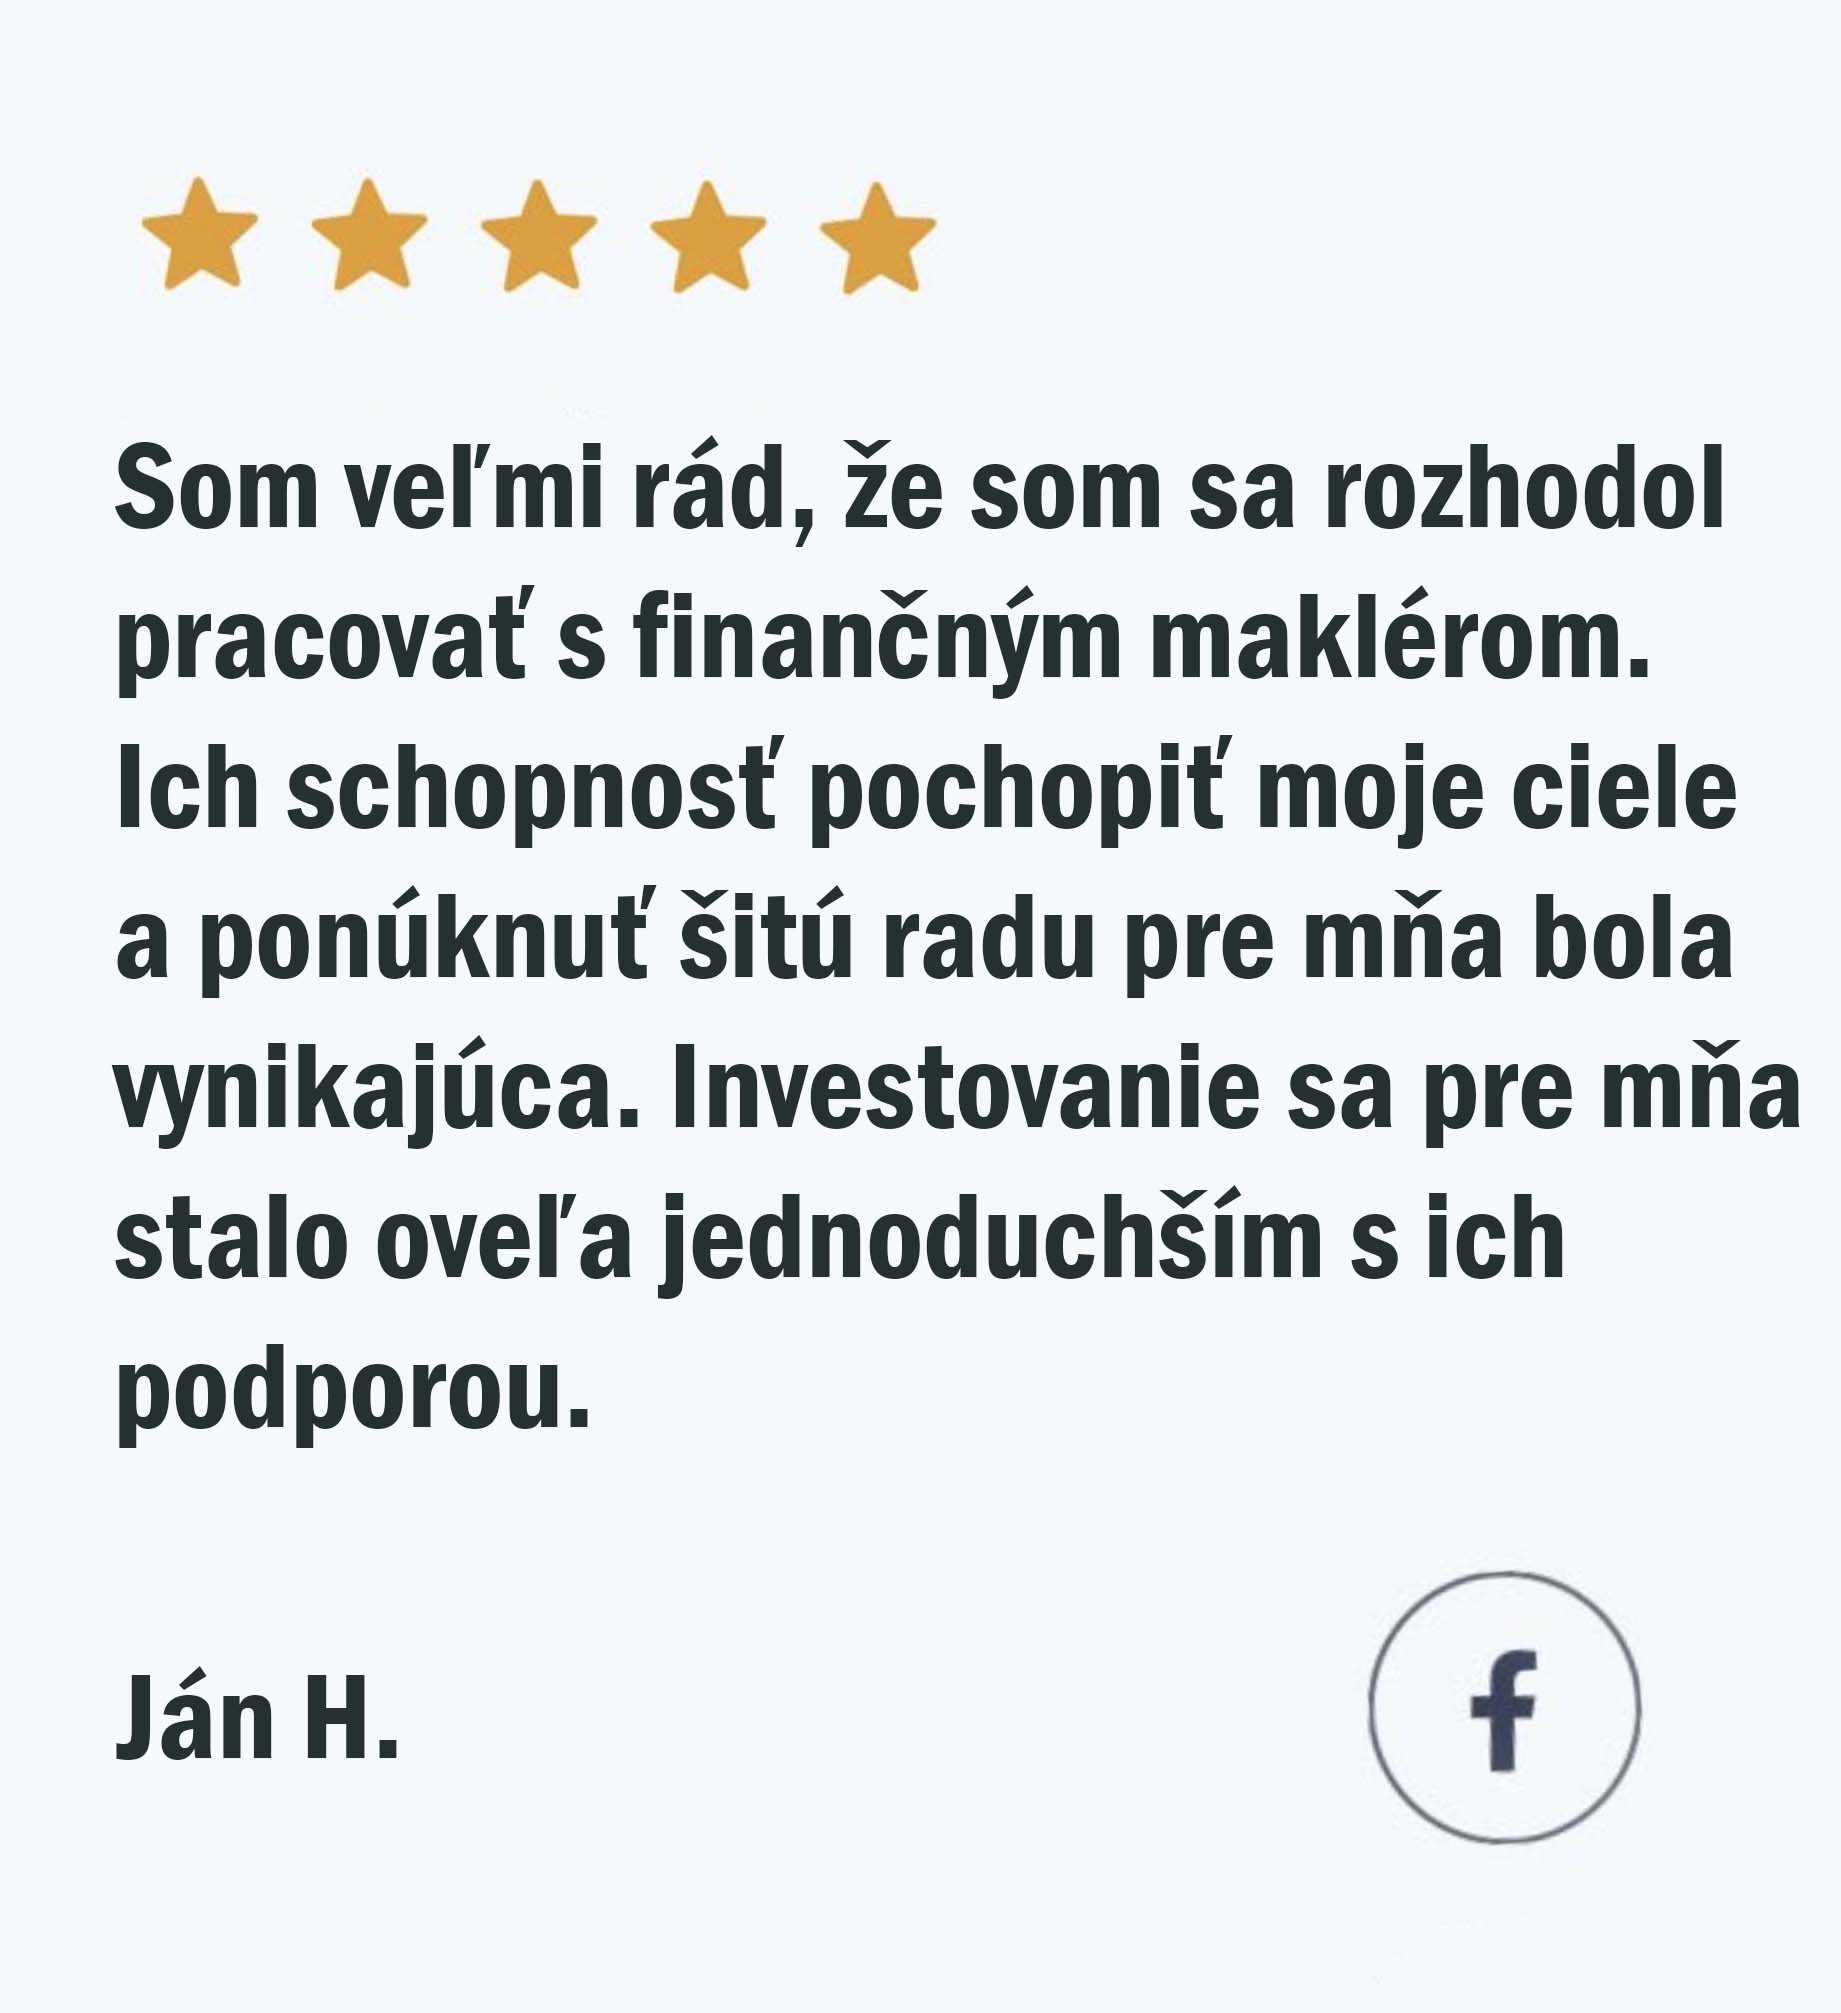 Som veľmi rád, že som sa rozhodol
pracovať s finančným maklérom.
Ich schopnosť pochopiť moje ciele
a ponúknuť šitú radu pre mňa bola
vynikajúca. Investovanie sa pre mňa
stalo oveľa jednoduchším s ich
podporou.
Ján H.
f